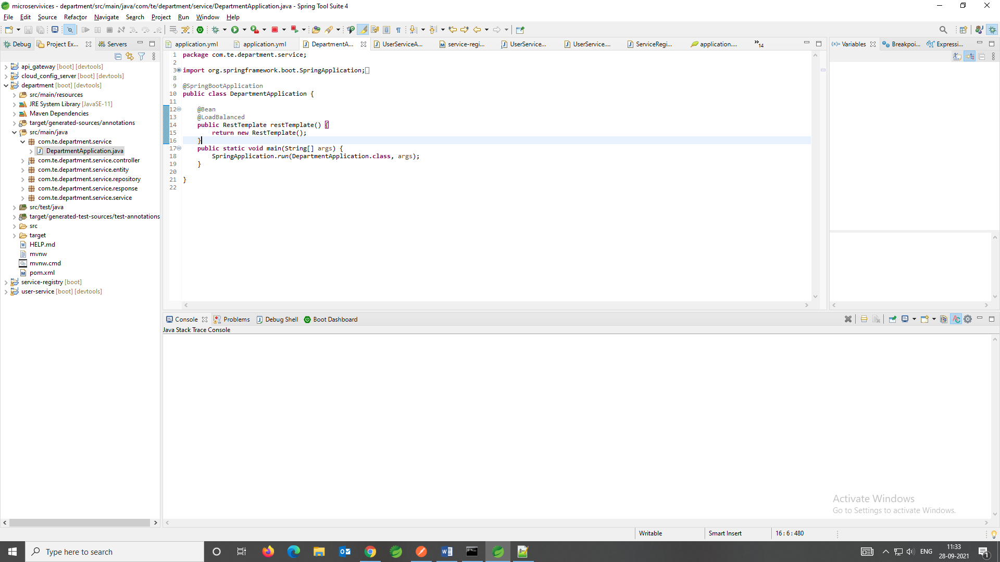 microservivices - department/src/main/java/com/te/department/service/DepartmentApplication.java - Spring Tool Suite 4
File Edit Source Refactor Navigate Search Project Run Window Help
14
Debug Project Ex... Servers
application.yml application.yml DepartmentA... UserServiceA... service-regi... UserService... UserService.... ServiceRegi... application.... 14
(x)= Variables Breakpoi... Expressi...
api_gateway [boot] [devtools]
cloud_config_server [boot] [devtools]
department [boot] [devtools]
src/main/resources
JRE System Library [JavaSE-11]
Maven Dependencies
target/generated-sources/annotations
src/main/java
com.te.department.service
DepartmentApplication.java
com.te.department.service.controller
com.te.department.service.entity
com.te.department.service.repository
com.te.department.service.response
com.te.department.service.service
src/test/java
target/generated-test-sources/test-annotations
src
target
HELP.md
mvnw
mvnw.cmd
pom.xml
service-registry [boot]
user-service [boot] [devtools]
1 package com.te.department.service;
2
3 import org.springframework.boot.SpringApplication;
8
9 @SpringBootApplication
10 public class DepartmentApplication {
11
12 @Bean
13 @LoadBalanced
14 public RestTemplate restTemplate() {
15 return new RestTemplate();
16 }
17 public static void main(String[] args) {
18 SpringApplication.run(DepartmentApplication.class, args);
19 }
20
21 }
22
Console Problems Debug Shell Boot Dashboard
Java Stack Trace Console
Activate Windows
Go to Settings to activate Windows.
Writable Smart Insert 16 : 6 : 480
Type here to search
ENG
11:33
28-09-2021
1